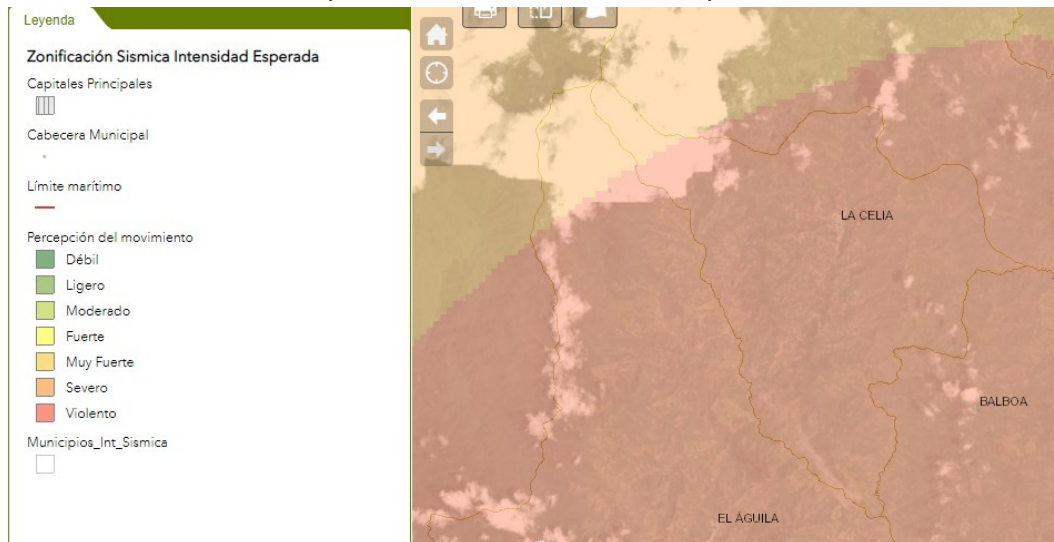 Leyenda
Zonificación Sismica Intensidad Esperada
Capitales Principales
Cabecera Municipal
Límite marítimo
Percepción del movimiento
Débil
Ligero
Moderado
Fuerte
Muy Fuerte
Severo
Violento
Municipios_Int_Sismica
LA CELIA
BALBOA
EL ÁGUILA